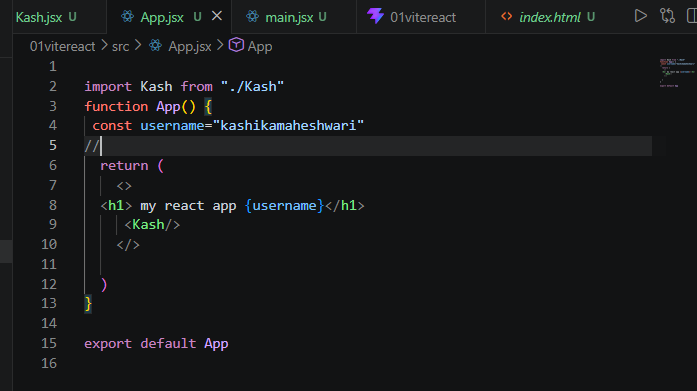 Kash.jsx U App.jsx U main.jsx U 01vitereact index.html U
01vitereact > src > App.jsx > App
1
2 import Kash from "./Kash"
3 function App() {
4 const username="kashikamaheshwari"
5 //
6 return (
7 <>
8 <h1> my react app {username}</h1>
9 <Kash/>
10 </>
11
12 )
13 }
14
15 export default App
16